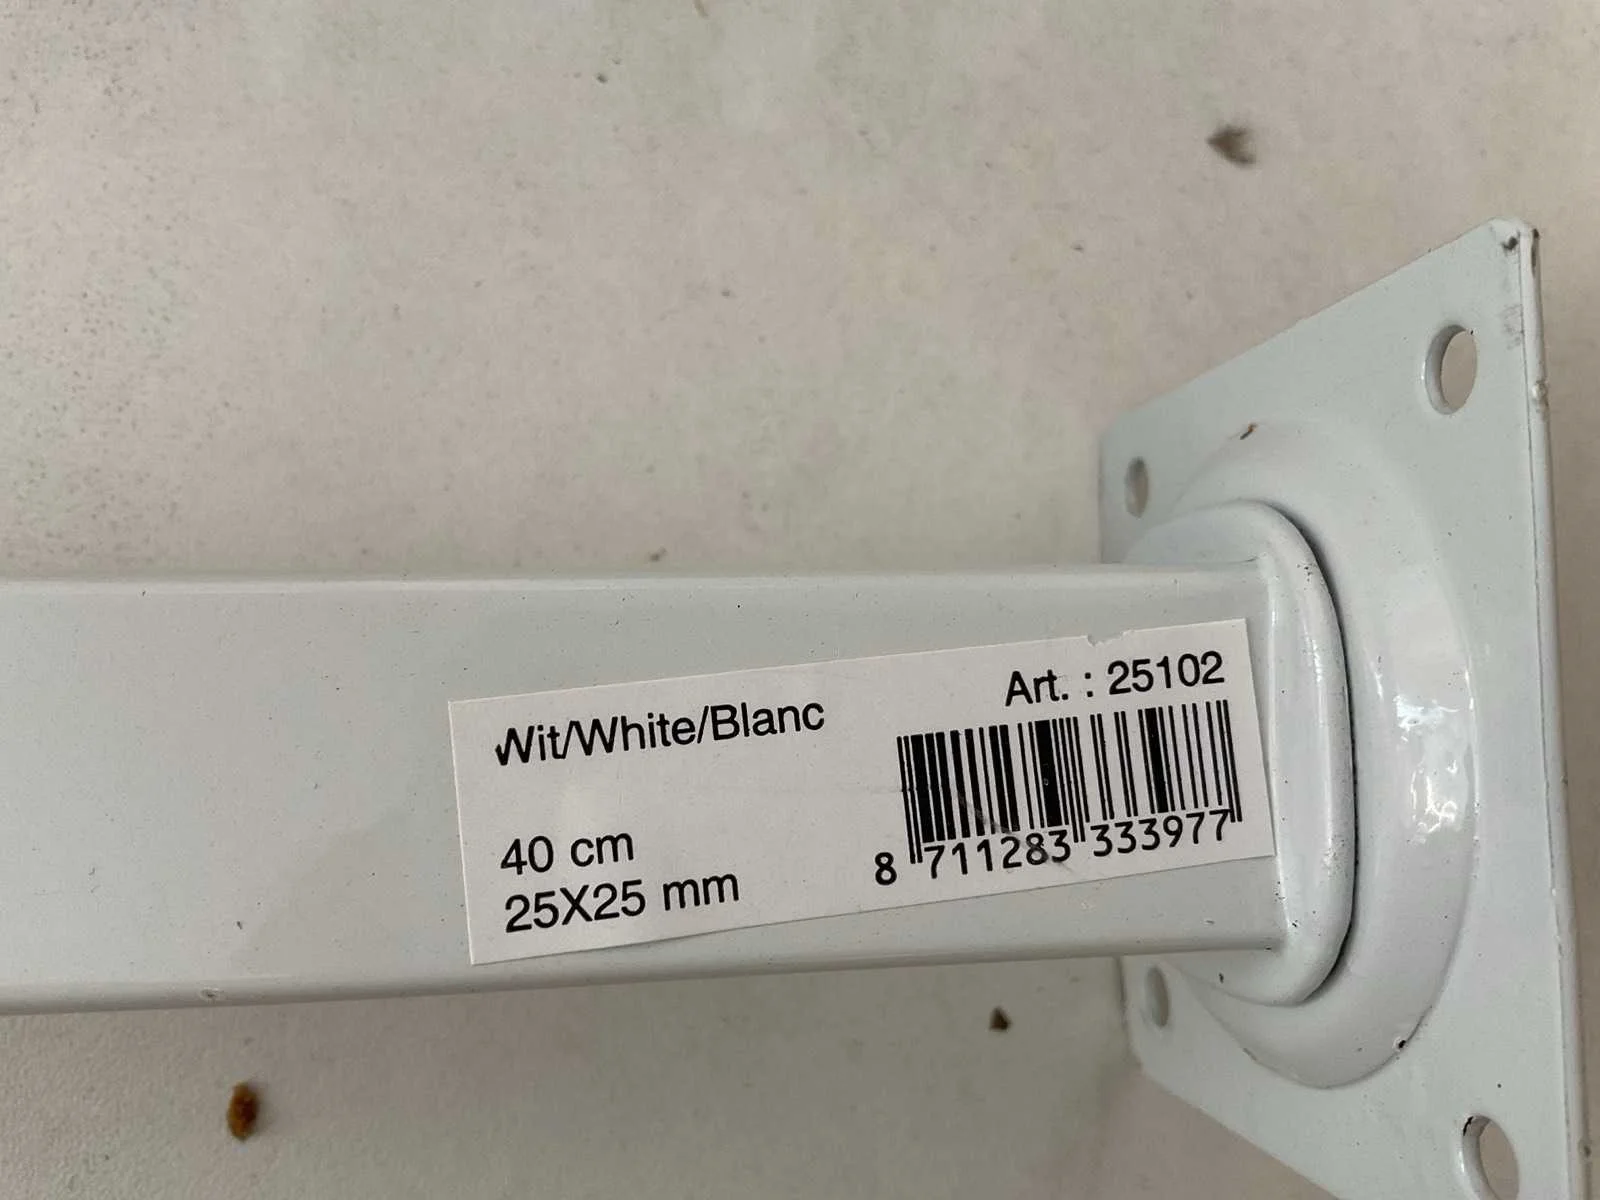 Wit/White/Blanc
Art. : 25102
40 cm
25X25 mm
8 711283 333977